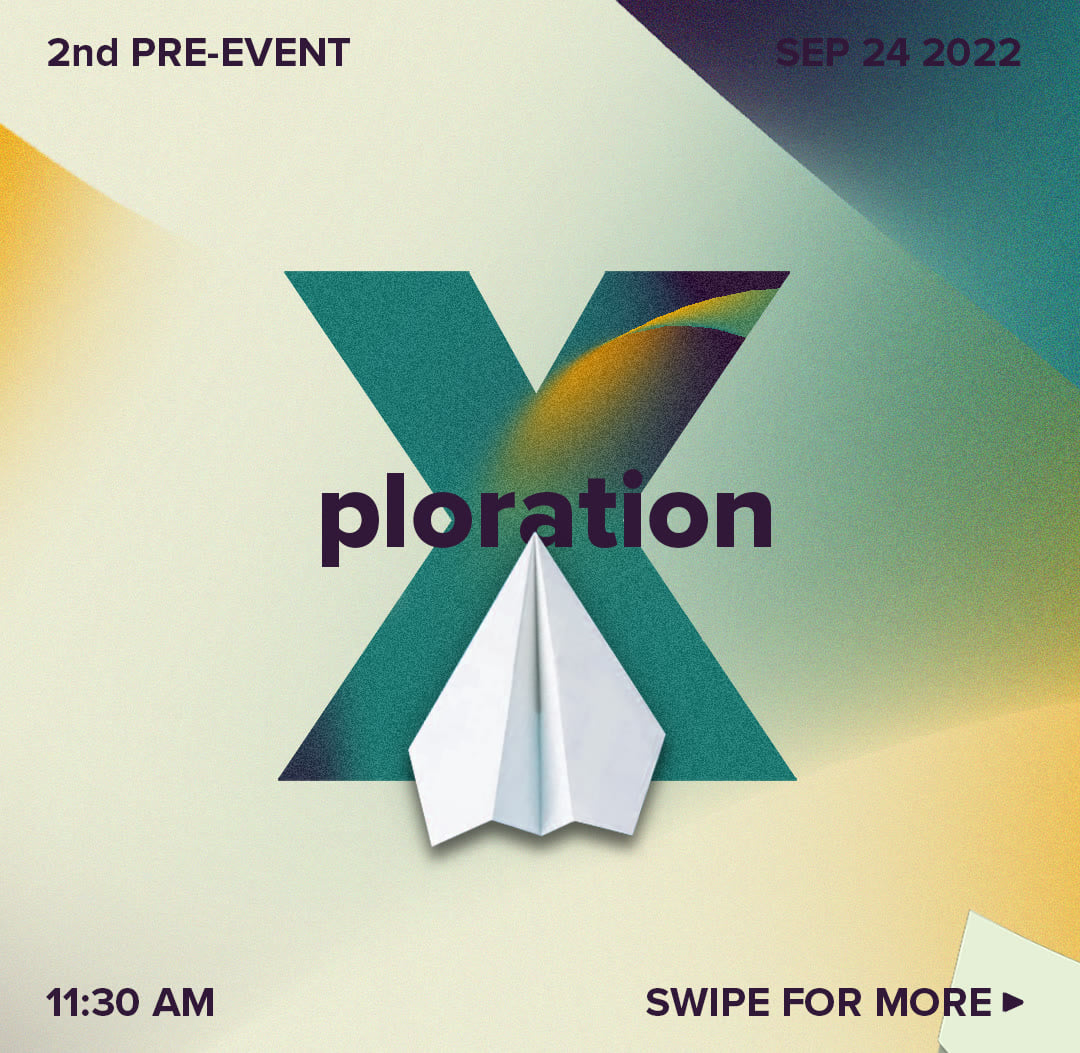 2nd PRE-EVENT
SEP 24 2022
X
ploration
11:30 AM
SWIPE FOR MORE